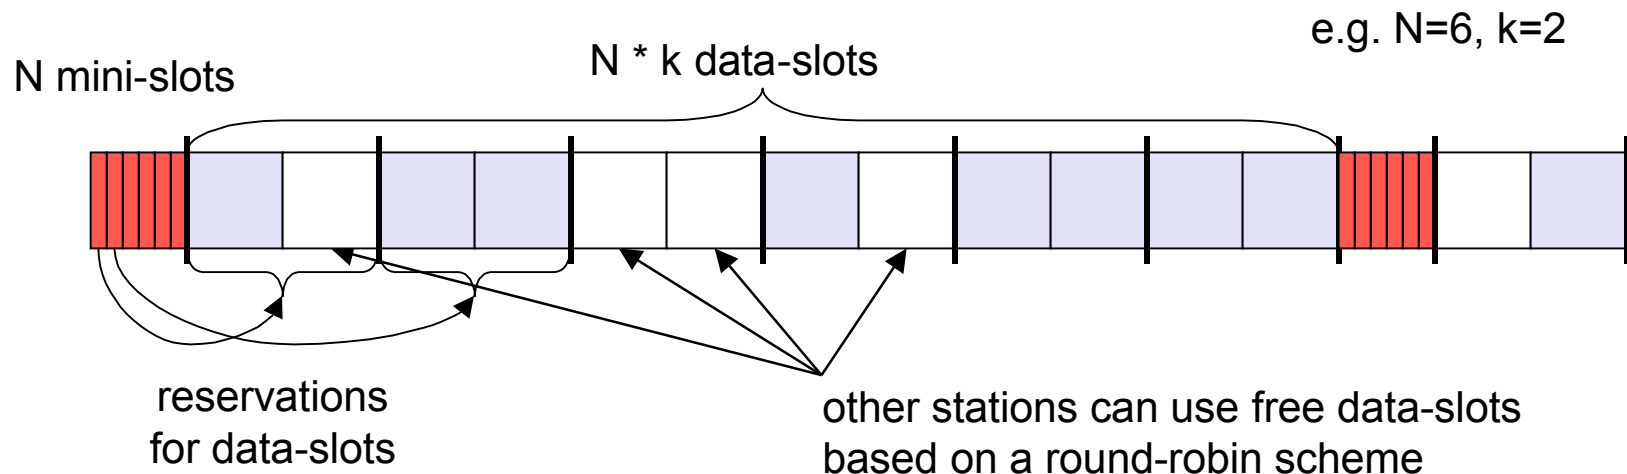 e.g. N=6, k=2
N mini-slots
N * k data-slots
reservations
for data-slots
other stations can use free data-slots
based on a round-robin scheme